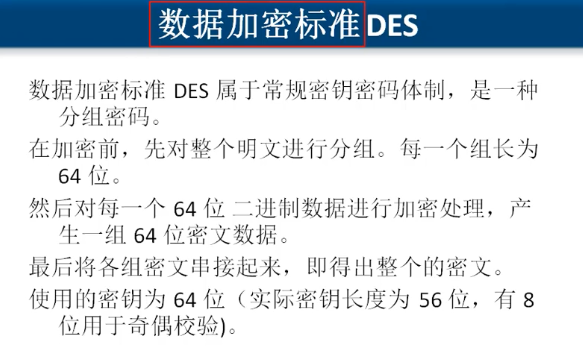 数据加密标准DES
数据加密标准 DES 属于常规密钥密码体制，是一种
分组密码。
在加密前，先对整个明文进行分组。每一个组长为
64 位。
然后对每一个 64 位 二进制数据进行加密处理，产
生一组 64 位密文数据。
最后将各组密文串接起来，即得出整个的密文。
使用的密钥为 64 位（实际密钥长度为 56 位，有 8
位用于奇偶校验)。